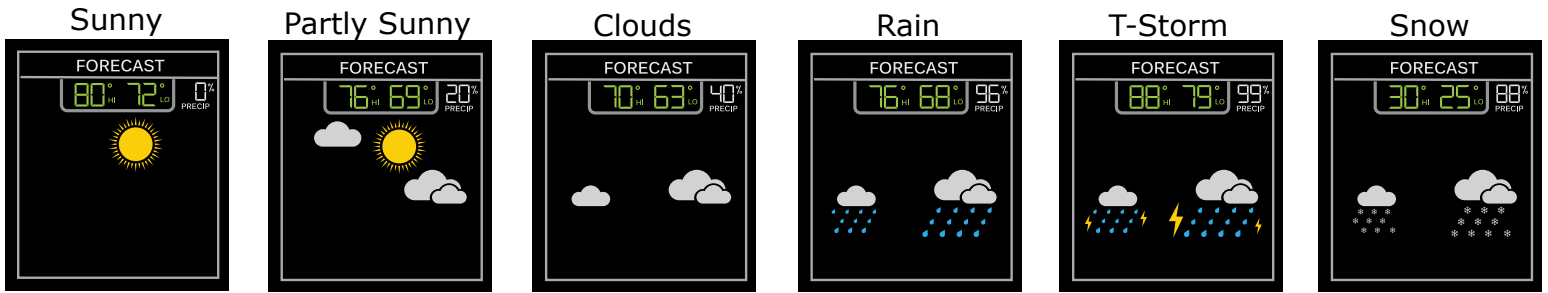 Sunny
FORECAST
80° HI 72° LO 0% PRECIP
Partly Sunny
FORECAST
76° HI 69° LO 20% PRECIP
Clouds
FORECAST
70° HI 63° LO 40% PRECIP
Rain
FORECAST
76° HI 68° LO 96% PRECIP
T-Storm
FORECAST
88° HI 79° LO 99% PRECIP
Snow
FORECAST
30° HI 25° LO 88% PRECIP